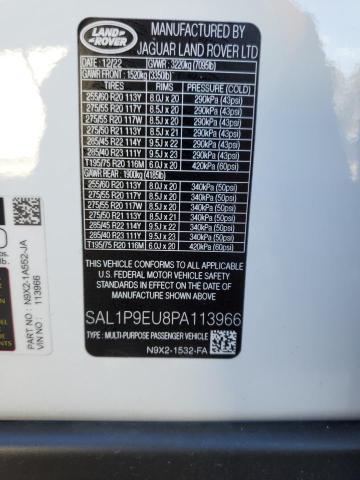 LAND-
ROVER
MANUFACTURED BY
JAGUAR LAND ROVER LTD
DATE : 12/22 GVWR: 3220kg (7095lb)
GAWR FRONT : 1520kg (3350lb)
TIRES RIMS PRESSURE (COLD)
255/60 R20 113Y 8.0J x 20 290kPa (43psi)
275/55 R20 117Y 8.5J x 20 290kPa (43psi)
275/55 R20 117W 8.5J x 20 290kPa (43psi)
275/50 R21 113Y 8.5J x 21 290kPa (43psi)
285/45 R22 114Y 9.5J x 22 290kPa (43psi)
285/40 R23 111Y 9.5J x 23 290kPa (43psi)
T195/75 R20 116M 6.0J x 20 420kPa (60psi)
GAWR REAR : 1900kg (4185lb)
255/60 R20 113Y 8.0J x 20 340kPa (50psi)
275/55 R20 117Y 8.5J x 20 340kPa (50psi)
275/55 R20 117W 8.5J x 20 340kPa (50psi)
275/50 R21 113Y 8.5J x 21 340kPa (50psi)
285/45 R22 114Y 9.5J x 22 340kPa (50psi)
285/40 R23 111Y 9.5J x 23 340kPa (50psi)
T195/75 R20 116M 6.0J x 20 420kPa (60psi)
THIS VEHICLE CONFORMS TO ALL APPLICABLE
FEDERAL MOTOR VEHICLE SAFETY STANDARDS
IN EFFECT ON THE DATE OF
MANUFACTURE SHOWN ABOVE
SAL1P9EU8PA113966
TYPE : MULTI-PURPOSE PASSENGER VEHICLE
N9X2-1532-FA
PART NO : N9X2-1A552-JA
VIN NO : 113966
lb.